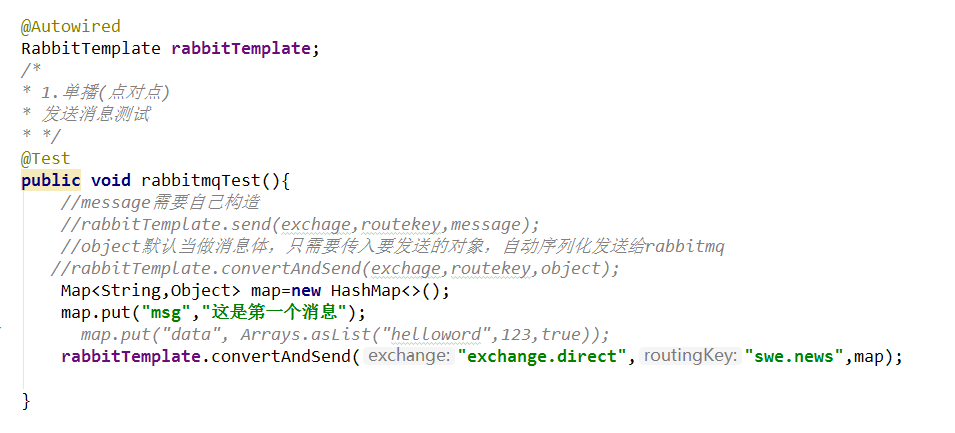 @Autowired
RabbitTemplate rabbitTemplate;
/*
* 1.单播(点对点)
* 发送消息测试
* */
@Test
public void rabbitmqTest(){
//message需要自己构造
//rabbitTemplate.send(exchage,routekey,message);
//object默认当做消息体，只需要传入要发送的对象，自动序列化发送给rabbitmq
//rabbitTemplate.convertAndSend(exchage,routekey,object);
Map<String,Object> map=new HashMap<>();
map.put("msg","这是第一个消息");
map.put("data", Arrays.asList("helloword",123,true));
rabbitTemplate.convertAndSend( exchange: "exchange.direct", routingKey: "swe.news",map);
}